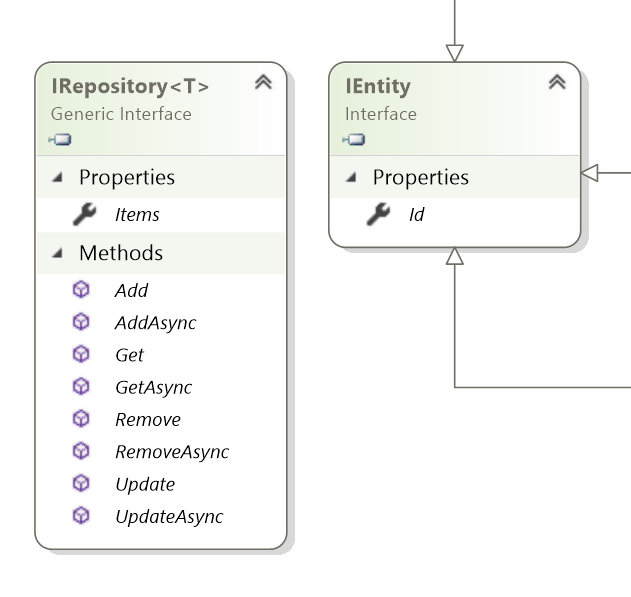 IRepository<T>
Generic Interface
Properties
Items
Methods
Add
AddAsync
Get
GetAsync
Remove
RemoveAsync
Update
UpdateAsync
IEntity
Interface
Properties
Id